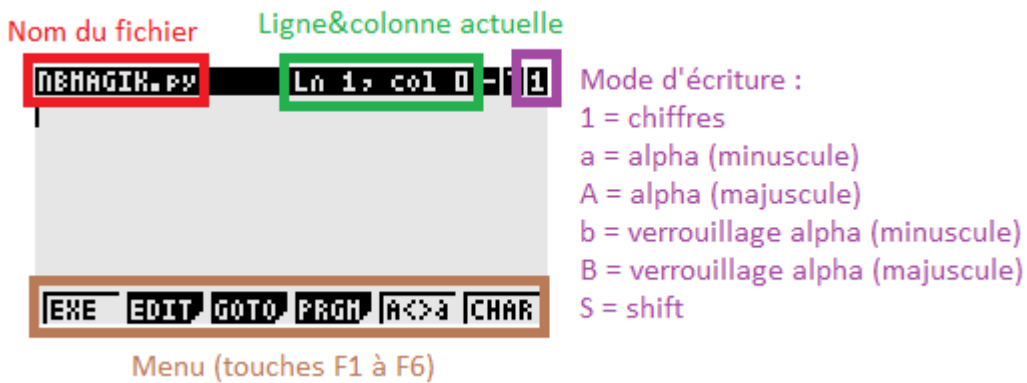 Nom du fichier
Ligne&colonne actuelle
NBMAGIK.py
Ln 1, col 0
1
Mode d'écriture :
1 = chiffres
a = alpha (minuscule)
A = alpha (majuscule)
b = verrouillage alpha (minuscule)
B = verrouillage alpha (majuscule)
S = shift
EXE EDIT GOTO PRGM A<>a CHAR
Menu (touches F1 à F6)